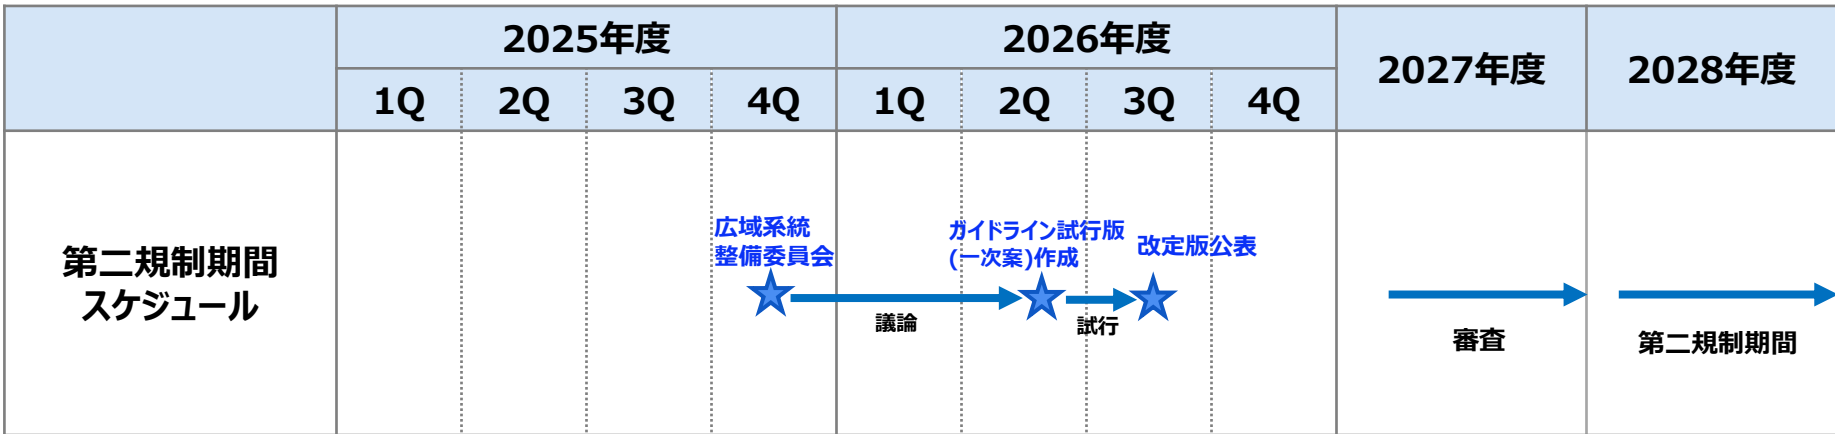 2025年度
2026年度
2027年度
2028年度
1Q
2Q
3Q
4Q
1Q
2Q
3Q
4Q
第二規制期間
スケジュール
広域系統
整備委員会
議論
ガイドライン試行版
(一次案)作成
試行
改定版公表
審査
第二規制期間